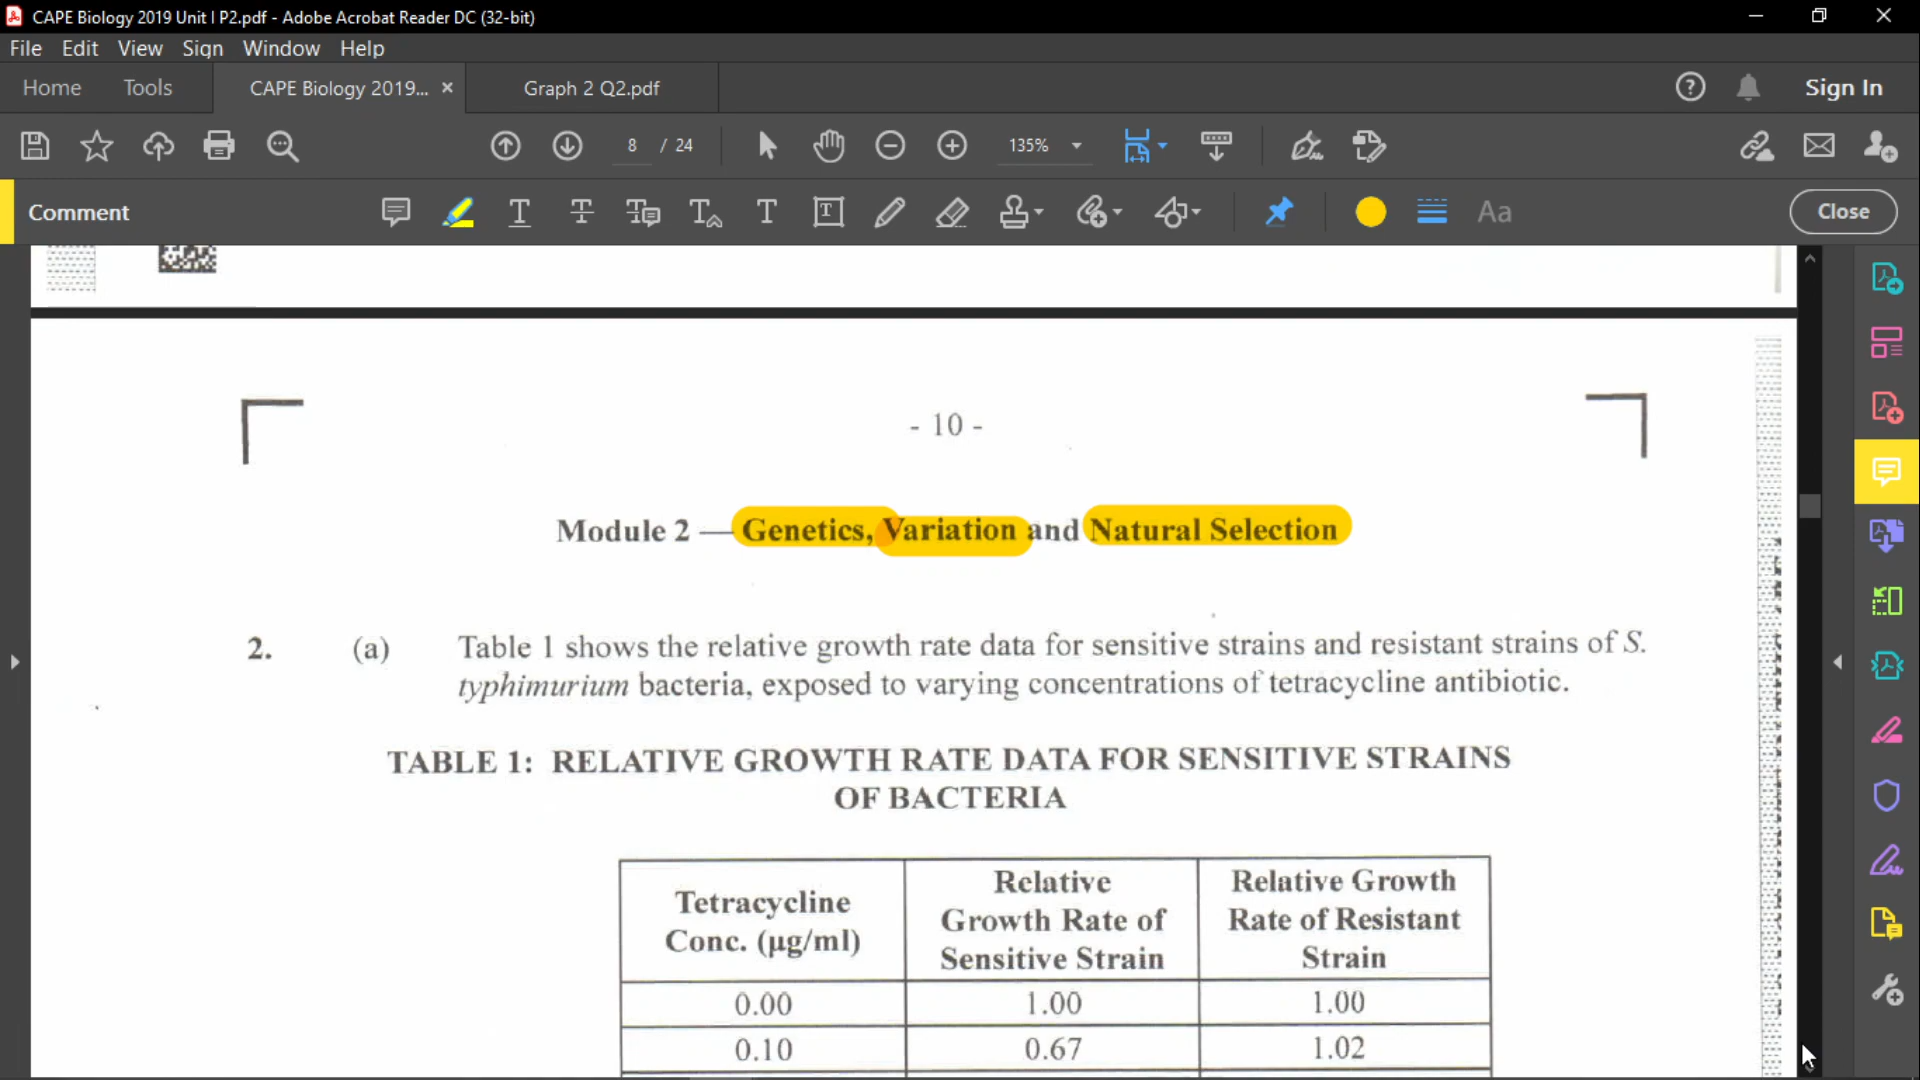 CAPE Biology 2019 Unit I P2.pdf - Adobe Acrobat Reader DC (32-bit)
File Edit View Sign Window Help
Home Tools CAPE Biology 2019... × Graph 2 Q2.pdf Sign In
8 / 24 135%
Comment Aa Close
- 10 -
Module 2 — Genetics, Variation and Natural Selection
2. (a) Table 1 shows the relative growth rate data for sensitive strains and resistant strains of S.
typhimurium bacteria, exposed to varying concentrations of tetracycline antibiotic.
TABLE 1: RELATIVE GROWTH RATE DATA FOR SENSITIVE STRAINS
OF BACTERIA
Tetracycline
Conc. (µg/ml)
Relative
Growth Rate of
Sensitive Strain
Relative Growth
Rate of Resistant
Strain
0.00 1.00 1.00
0.10 0.67 1.02